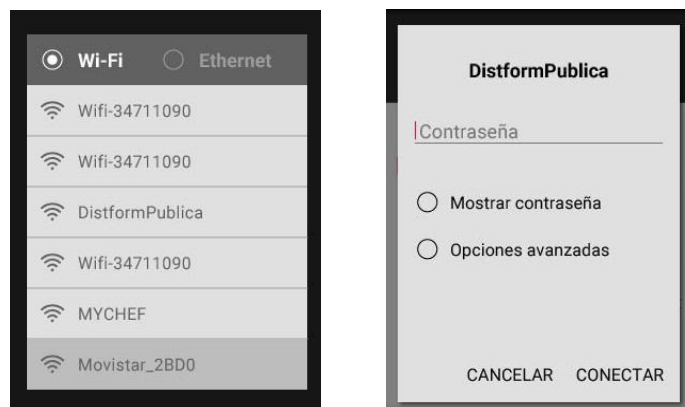 Wi-Fi Ethernet
Wifi-34711090
Wifi-34711090
DistformPublica
Wifi-34711090
MYCHEF
Movistar_2BD0
DistformPublica
Contraseña
Mostrar contraseña
Opciones avanzadas
CANCELAR CONECTAR